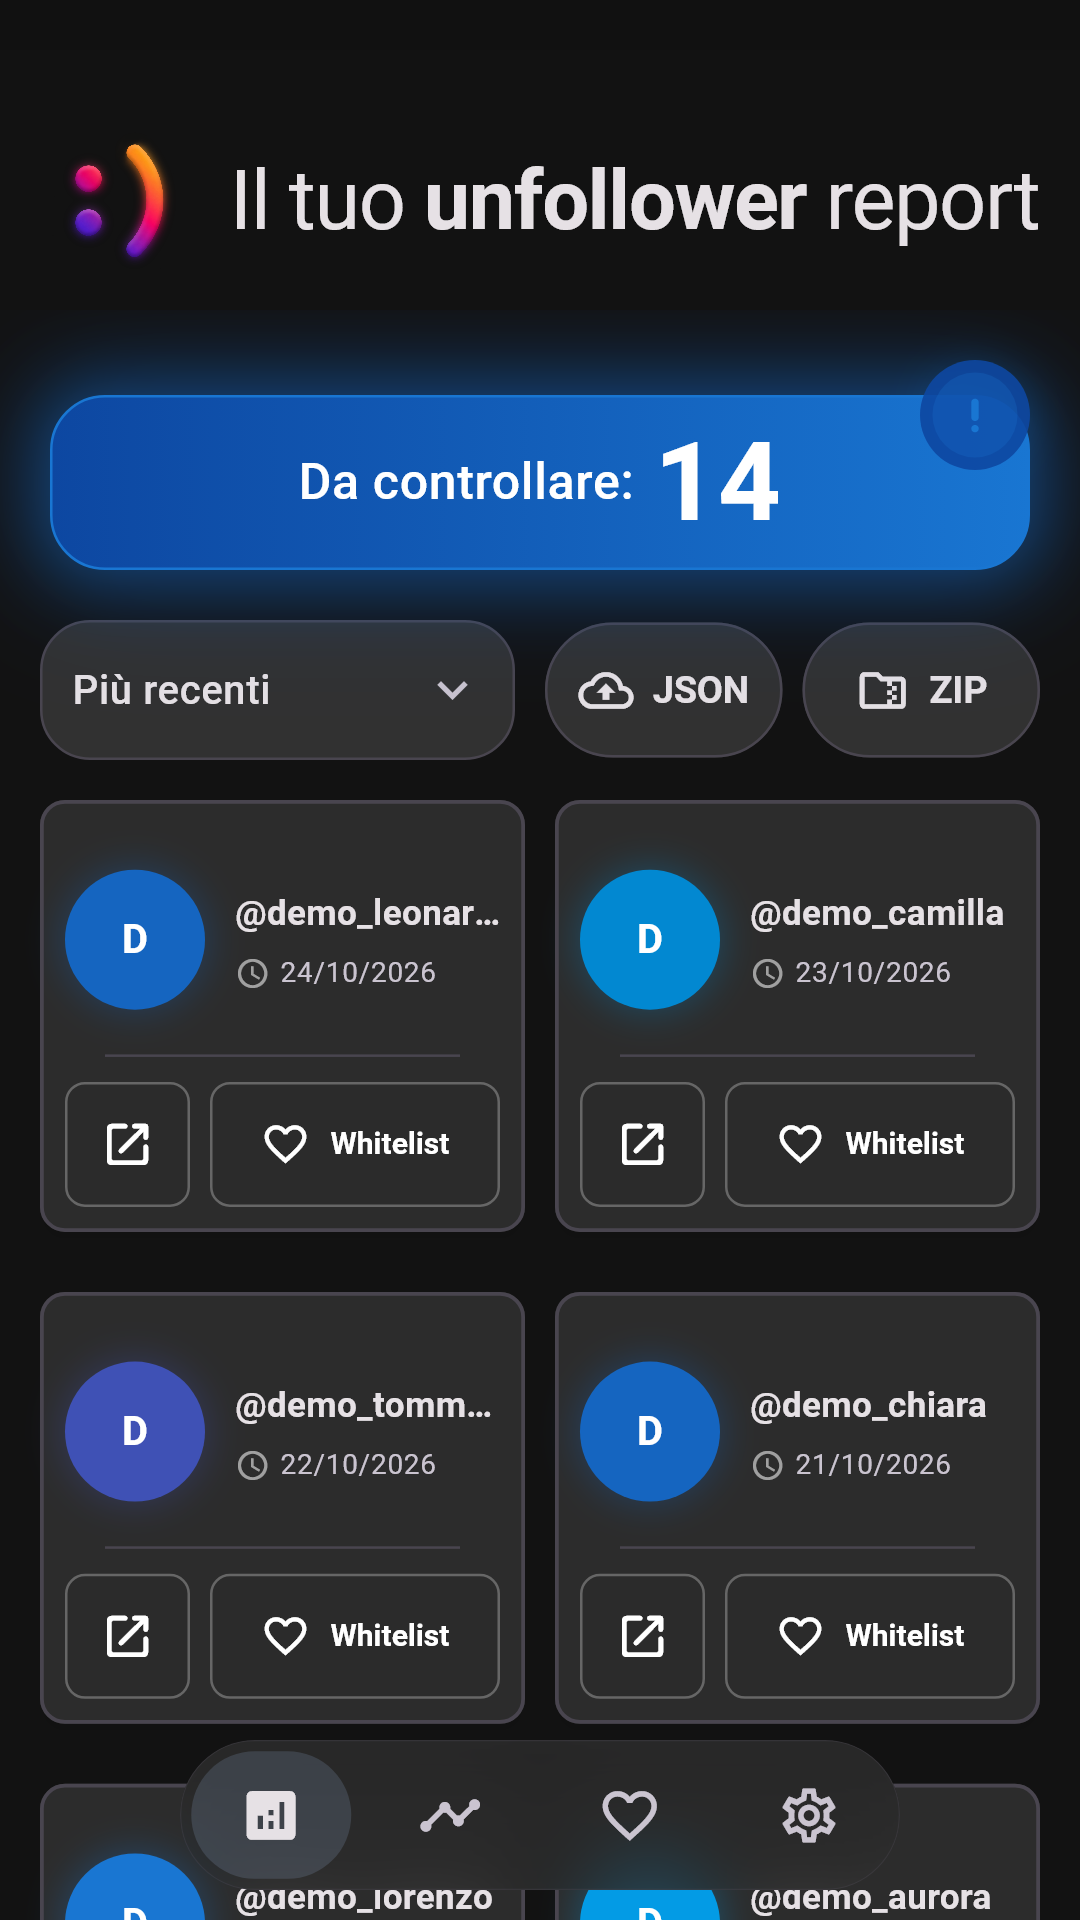 :)
Il tuo unfollower report
!
Da controllare: 14
Più recenti
JSON
ZIP
D
@demo_leonar...
24/10/2026
Whitelist
D
@demo_camilla
23/10/2026
Whitelist
D
@demo_tomm...
22/10/2026
Whitelist
D
@demo_chiara
21/10/2026
Whitelist
D
@demo_lorenzo
D
@demo_aurora